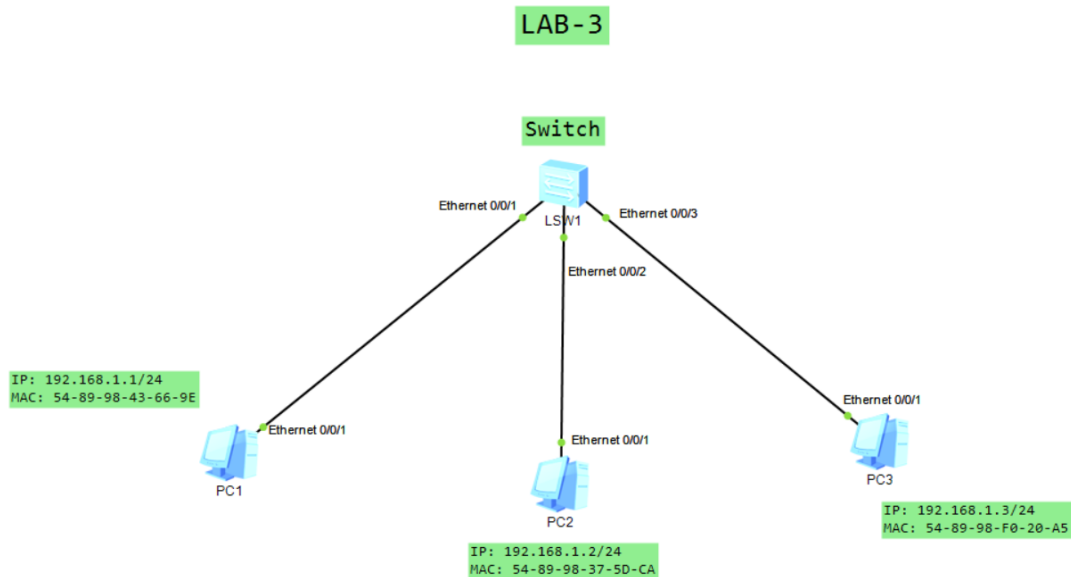 LAB-3
Switch
Ethernet 0/0/1
Ethernet 0/0/3
LSW1
Ethernet 0/0/2
IP: 192.168.1.1/24
MAC: 54-89-98-43-66-9E
Ethernet 0/0/1
PC1
Ethernet 0/0/1
PC2
IP: 192.168.1.2/24
MAC: 54-89-98-37-5D-CA
Ethernet 0/0/1
PC3
IP: 192.168.1.3/24
MAC: 54-89-98-F0-20-A5